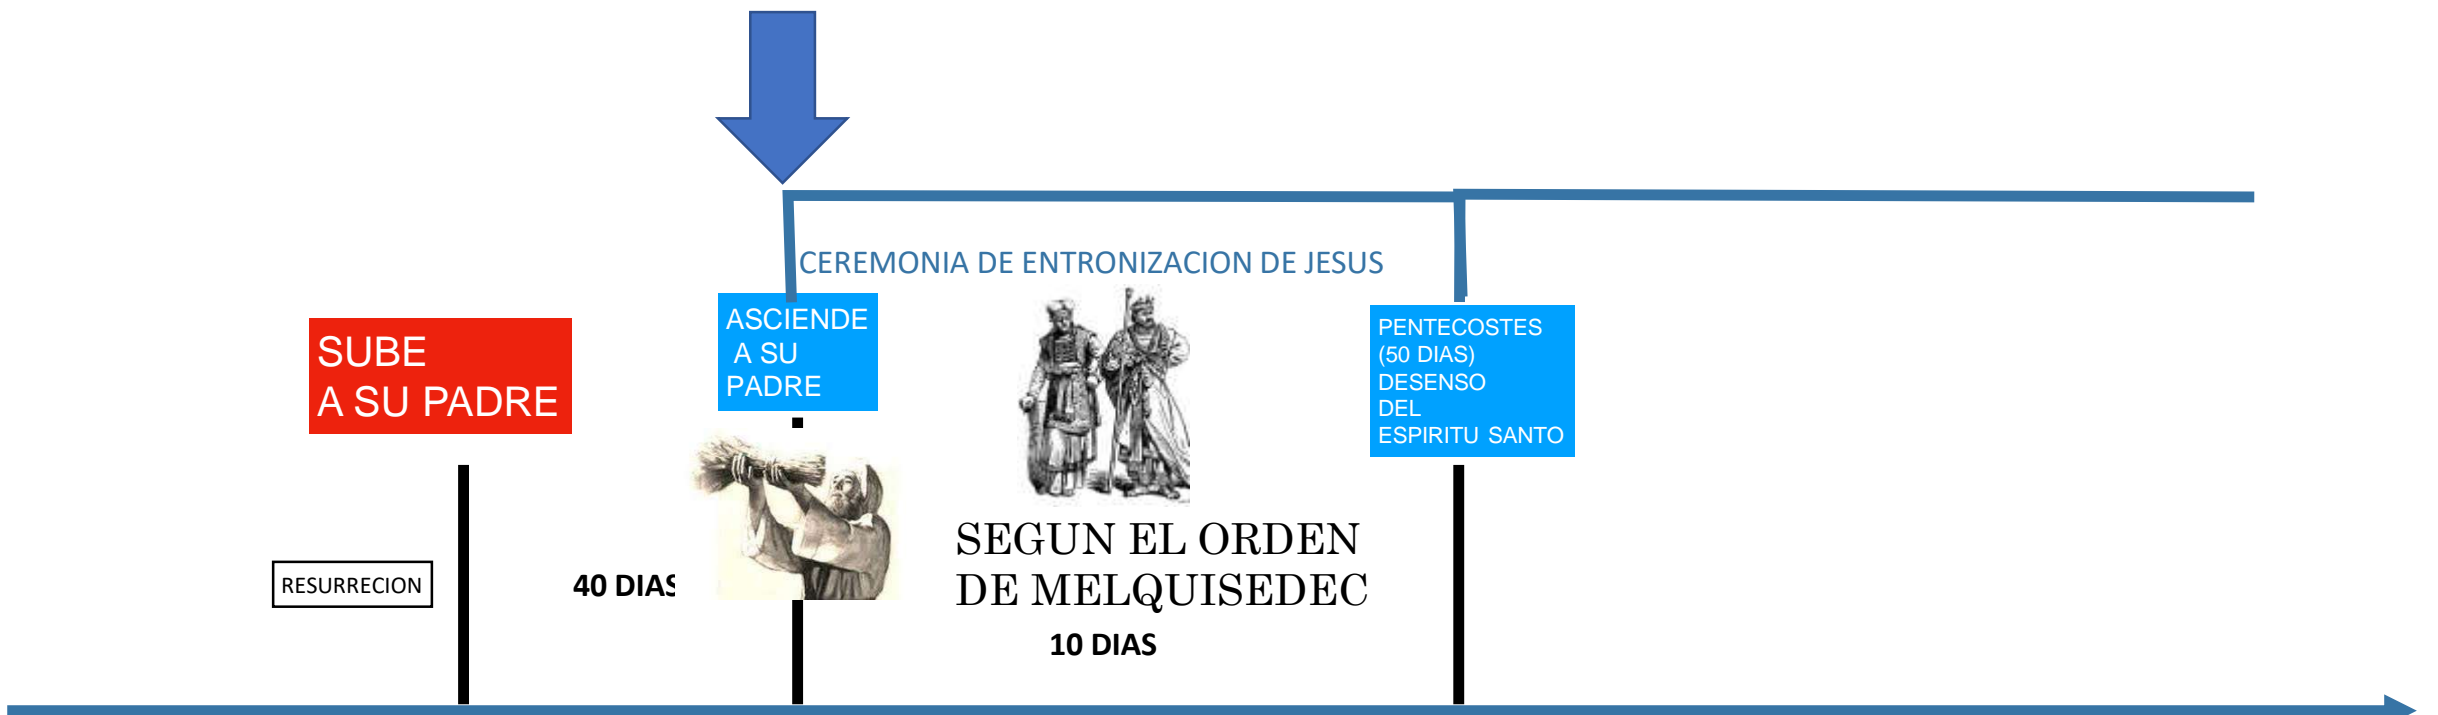 CEREMONIA DE ENTRONIZACION DE JESUS
SUBE
A SU PADRE
ASCIENDE
A SU
PADRE
PENTECOSTES
(50 DIAS)
DESENSO
DEL
ESPIRITU SANTO
RESURRECION
40 DIAS
SEGUN EL ORDEN
DE MELQUISEDEC
10 DIAS